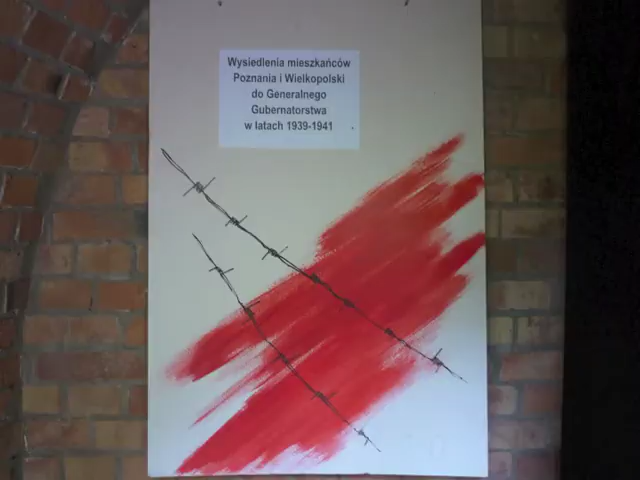 Wysiedlenia mieszkańców
Poznania i Wielkopolski
do Generalnego
Gubernatorstwa
w latach 1939-1941